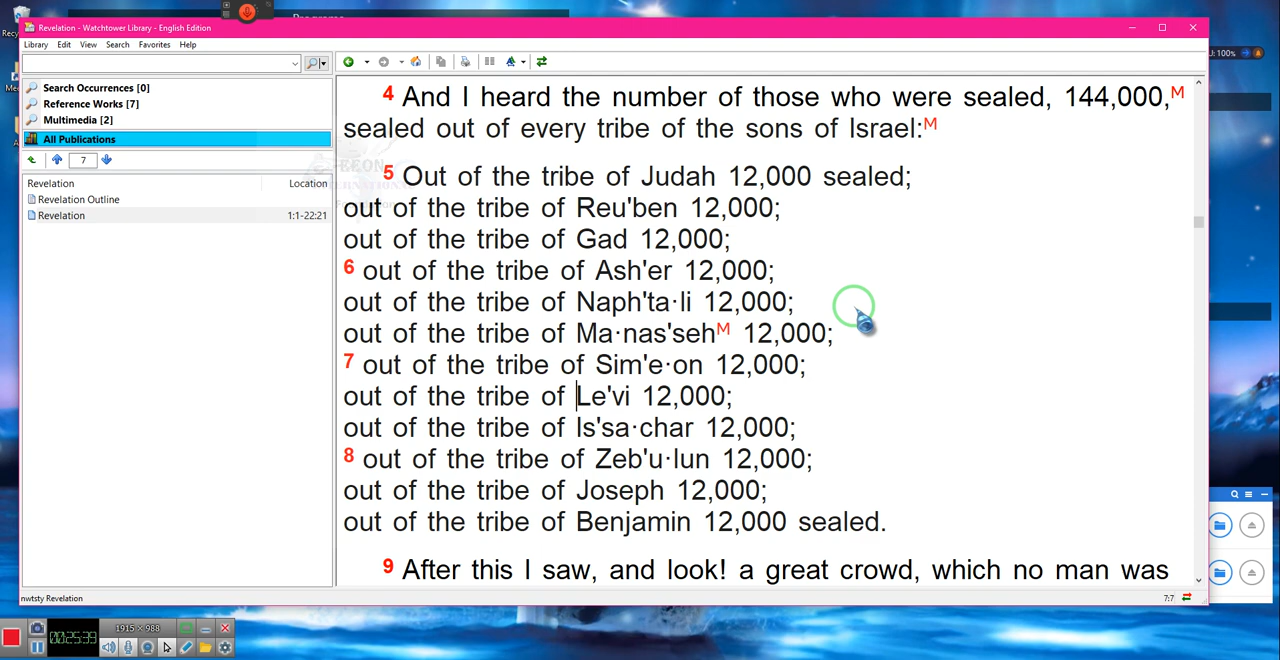 Revelation - Watchtower Library - English Edition
Library Edit View Search Favorites Help
Search Occurrences [0]
Reference Works [7]
Multimedia [2]
All Publications
7
Revelation Location
Revelation Outline
Revelation 1:1-22:21
4 And I heard the number of those who were sealed, 144,000,M
sealed out of every tribe of the sons of Israel:M
5 Out of the tribe of Judah 12,000 sealed;
out of the tribe of Reu'ben 12,000;
out of the tribe of Gad 12,000;
6 out of the tribe of Ash'er 12,000;
out of the tribe of Naph'ta·li 12,000;
out of the tribe of Ma·nas'sehM 12,000;
7 out of the tribe of Sim'e·on 12,000;
out of the tribe of Le'vi 12,000;
out of the tribe of Is'sa·char 12,000;
8 out of the tribe of Zeb'u·lun 12,000;
out of the tribe of Joseph 12,000;
out of the tribe of Benjamin 12,000 sealed.
9 After this I saw, and look! a great crowd, which no man was
nwtsty Revelation
7:7
100%
1915 × 988
00:25:39